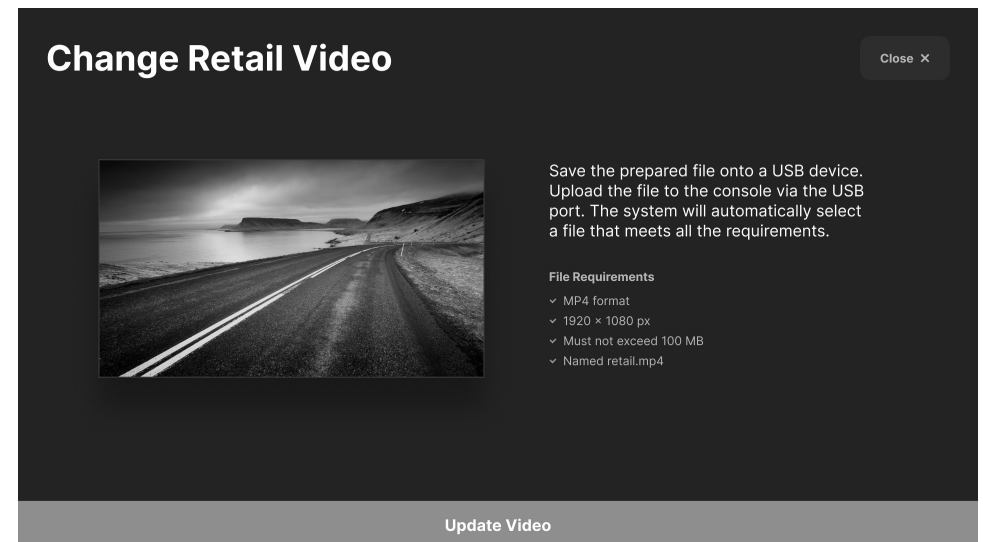 Change Retail Video
Close ✕
Save the prepared file onto a USB device.
Upload the file to the console via the USB
port. The system will automatically select
a file that meets all the requirements.
File Requirements
MP4 format
1920 × 1080 px
Must not exceed 100 MB
Named retail.mp4
Update Video